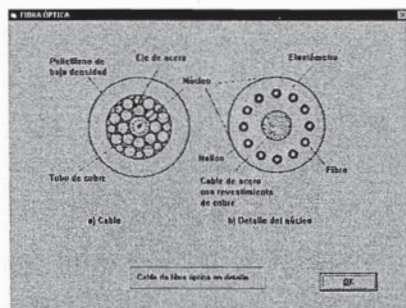 FIBRA ÓPTICA
Polietileno de
baja densidad
Eje de acero
Núcleo
Elastómetro
Tubo de cobre
Nailon
Cable de acero
con revestimiento
de cobre
Fibra
a) Cable
b) Detalle del núcleo
Cable de fibra óptica en detalle
OK